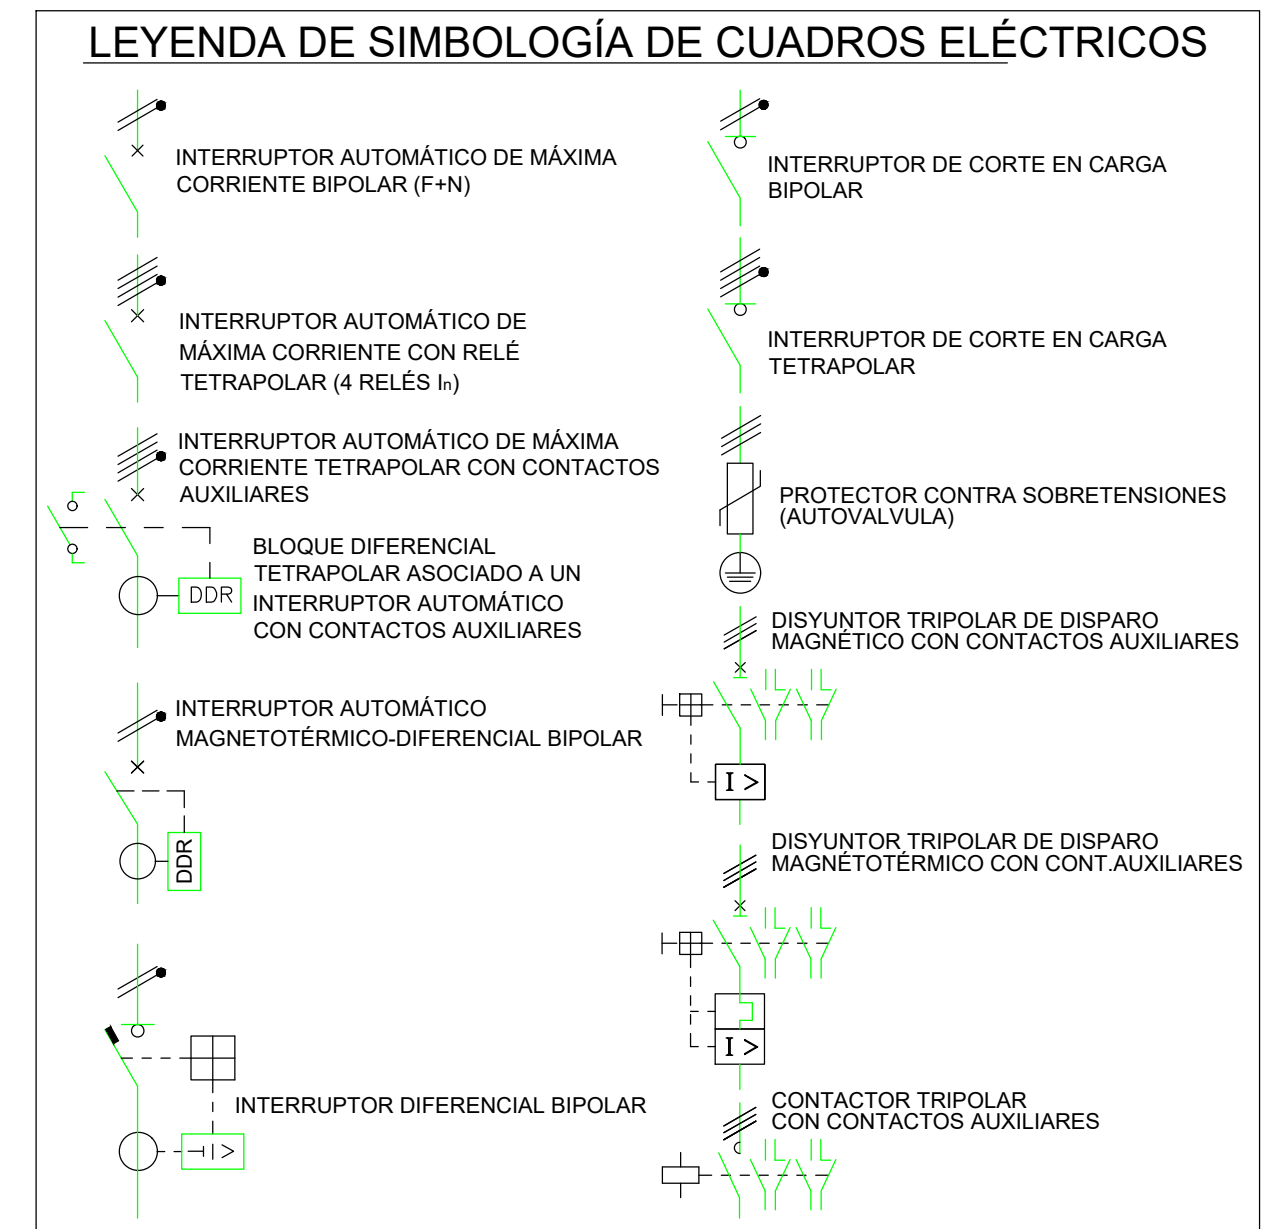 LEYENDA DE SIMBOLOGÍA DE CUADROS ELÉCTRICOS
INTERRUPTOR AUTOMÁTICO DE MÁXIMA
CORRIENTE BIPOLAR (F+N)
INTERRUPTOR AUTOMÁTICO DE
MÁXIMA CORRIENTE CON RELÉ
TETRAPOLAR (4 RELÉS In)
INTERRUPTOR AUTOMÁTICO DE MÁXIMA
CORRIENTE TETRAPOLAR CON CONTACTOS
AUXILIARES
BLOQUE DIFERENCIAL
TETRAPOLAR ASOCIADO A UN
INTERRUPTOR AUTOMÁTICO
CON CONTACTOS AUXILIARES
DDR
INTERRUPTOR AUTOMÁTICO
MAGNETOTÉRMICO-DIFERENCIAL BIPOLAR
DDR
INTERRUPTOR DIFERENCIAL BIPOLAR
I >
INTERRUPTOR DE CORTE EN CARGA
BIPOLAR
INTERRUPTOR DE CORTE EN CARGA
TETRAPOLAR
PROTECTOR CONTRA SOBRETENSIONES
(AUTOVALVULA)
DISYUNTOR TRIPOLAR DE DISPARO
MAGNÉTICO CON CONTACTOS AUXILIARES
I >
DISYUNTOR TRIPOLAR DE DISPARO
MAGNÉTOTÉRMICO CON CONT.AUXILIARES
I >
CONTACTOR TRIPOLAR
CON CONTACTOS AUXILIARES